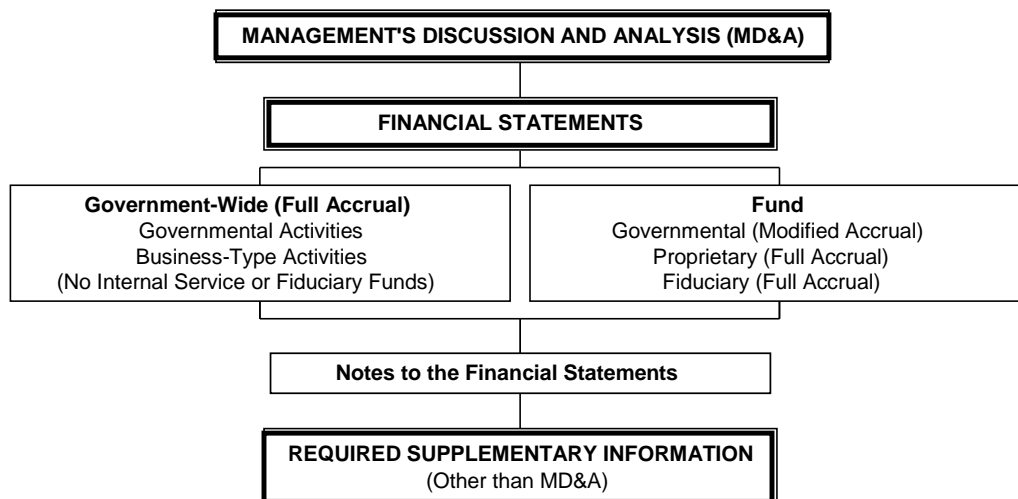 MANAGEMENT'S DISCUSSION AND ANALYSIS (MD&A)
FINANCIAL STATEMENTS
Government-Wide (Full Accrual)
Governmental Activities
Business-Type Activities
(No Internal Service or Fiduciary Funds)
Fund
Governmental (Modified Accrual)
Proprietary (Full Accrual)
Fiduciary (Full Accrual)
Notes to the Financial Statements
REQUIRED SUPPLEMENTARY INFORMATION
(Other than MD&A)